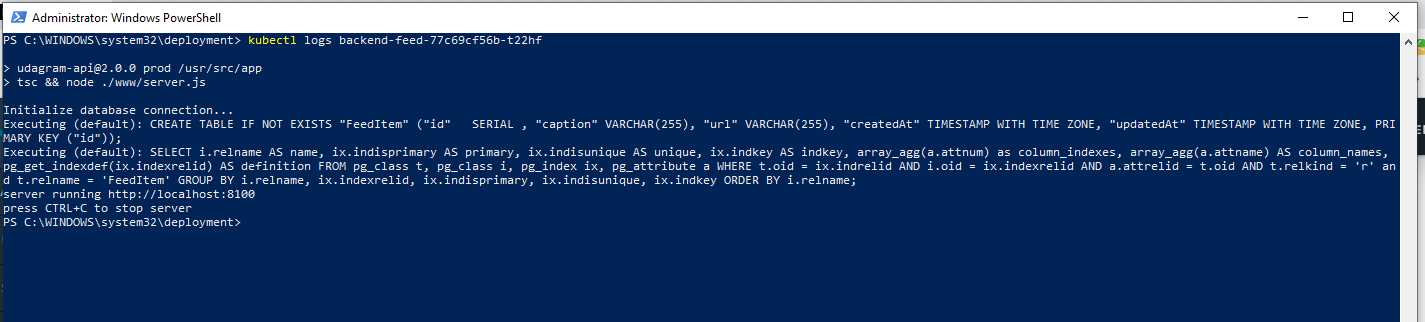 Administrator: Windows PowerShell
PS C:\WINDOWS\system32\deployment> kubectl logs backend-feed-77c69cf56b-t22hf
> udagram-api@2.0.0 prod /usr/src/app
> tsc && node ./www/server.js
Initialize database connection...
Executing (default): CREATE TABLE IF NOT EXISTS "FeedItem" ("id"   SERIAL , "caption" VARCHAR(255), "url" VARCHAR(255), "createdAt" TIMESTAMP WITH TIME ZONE, "updatedAt" TIMESTAMP WITH TIME ZONE, PRI
MARY KEY ("id"));
Executing (default): SELECT i.relname AS name, ix.indisprimary AS primary, ix.indisunique AS unique, ix.indkey AS indkey, array_agg(a.attnum) as column_indexes, array_agg(a.attname) AS column_names,
pg_get_indexdef(ix.indexrelid) AS definition FROM pg_class t, pg_class i, pg_index ix, pg_attribute a WHERE t.oid = ix.indrelid AND i.oid = ix.indexrelid AND a.attrelid = t.oid AND t.relkind = 'r' an
d t.relname = 'FeedItem' GROUP BY i.relname, ix.indexrelid, ix.indisprimary, ix.indisunique, ix.indkey ORDER BY i.relname;
server running http://localhost:8100
press CTRL+C to stop server
PS C:\WINDOWS\system32\deployment>